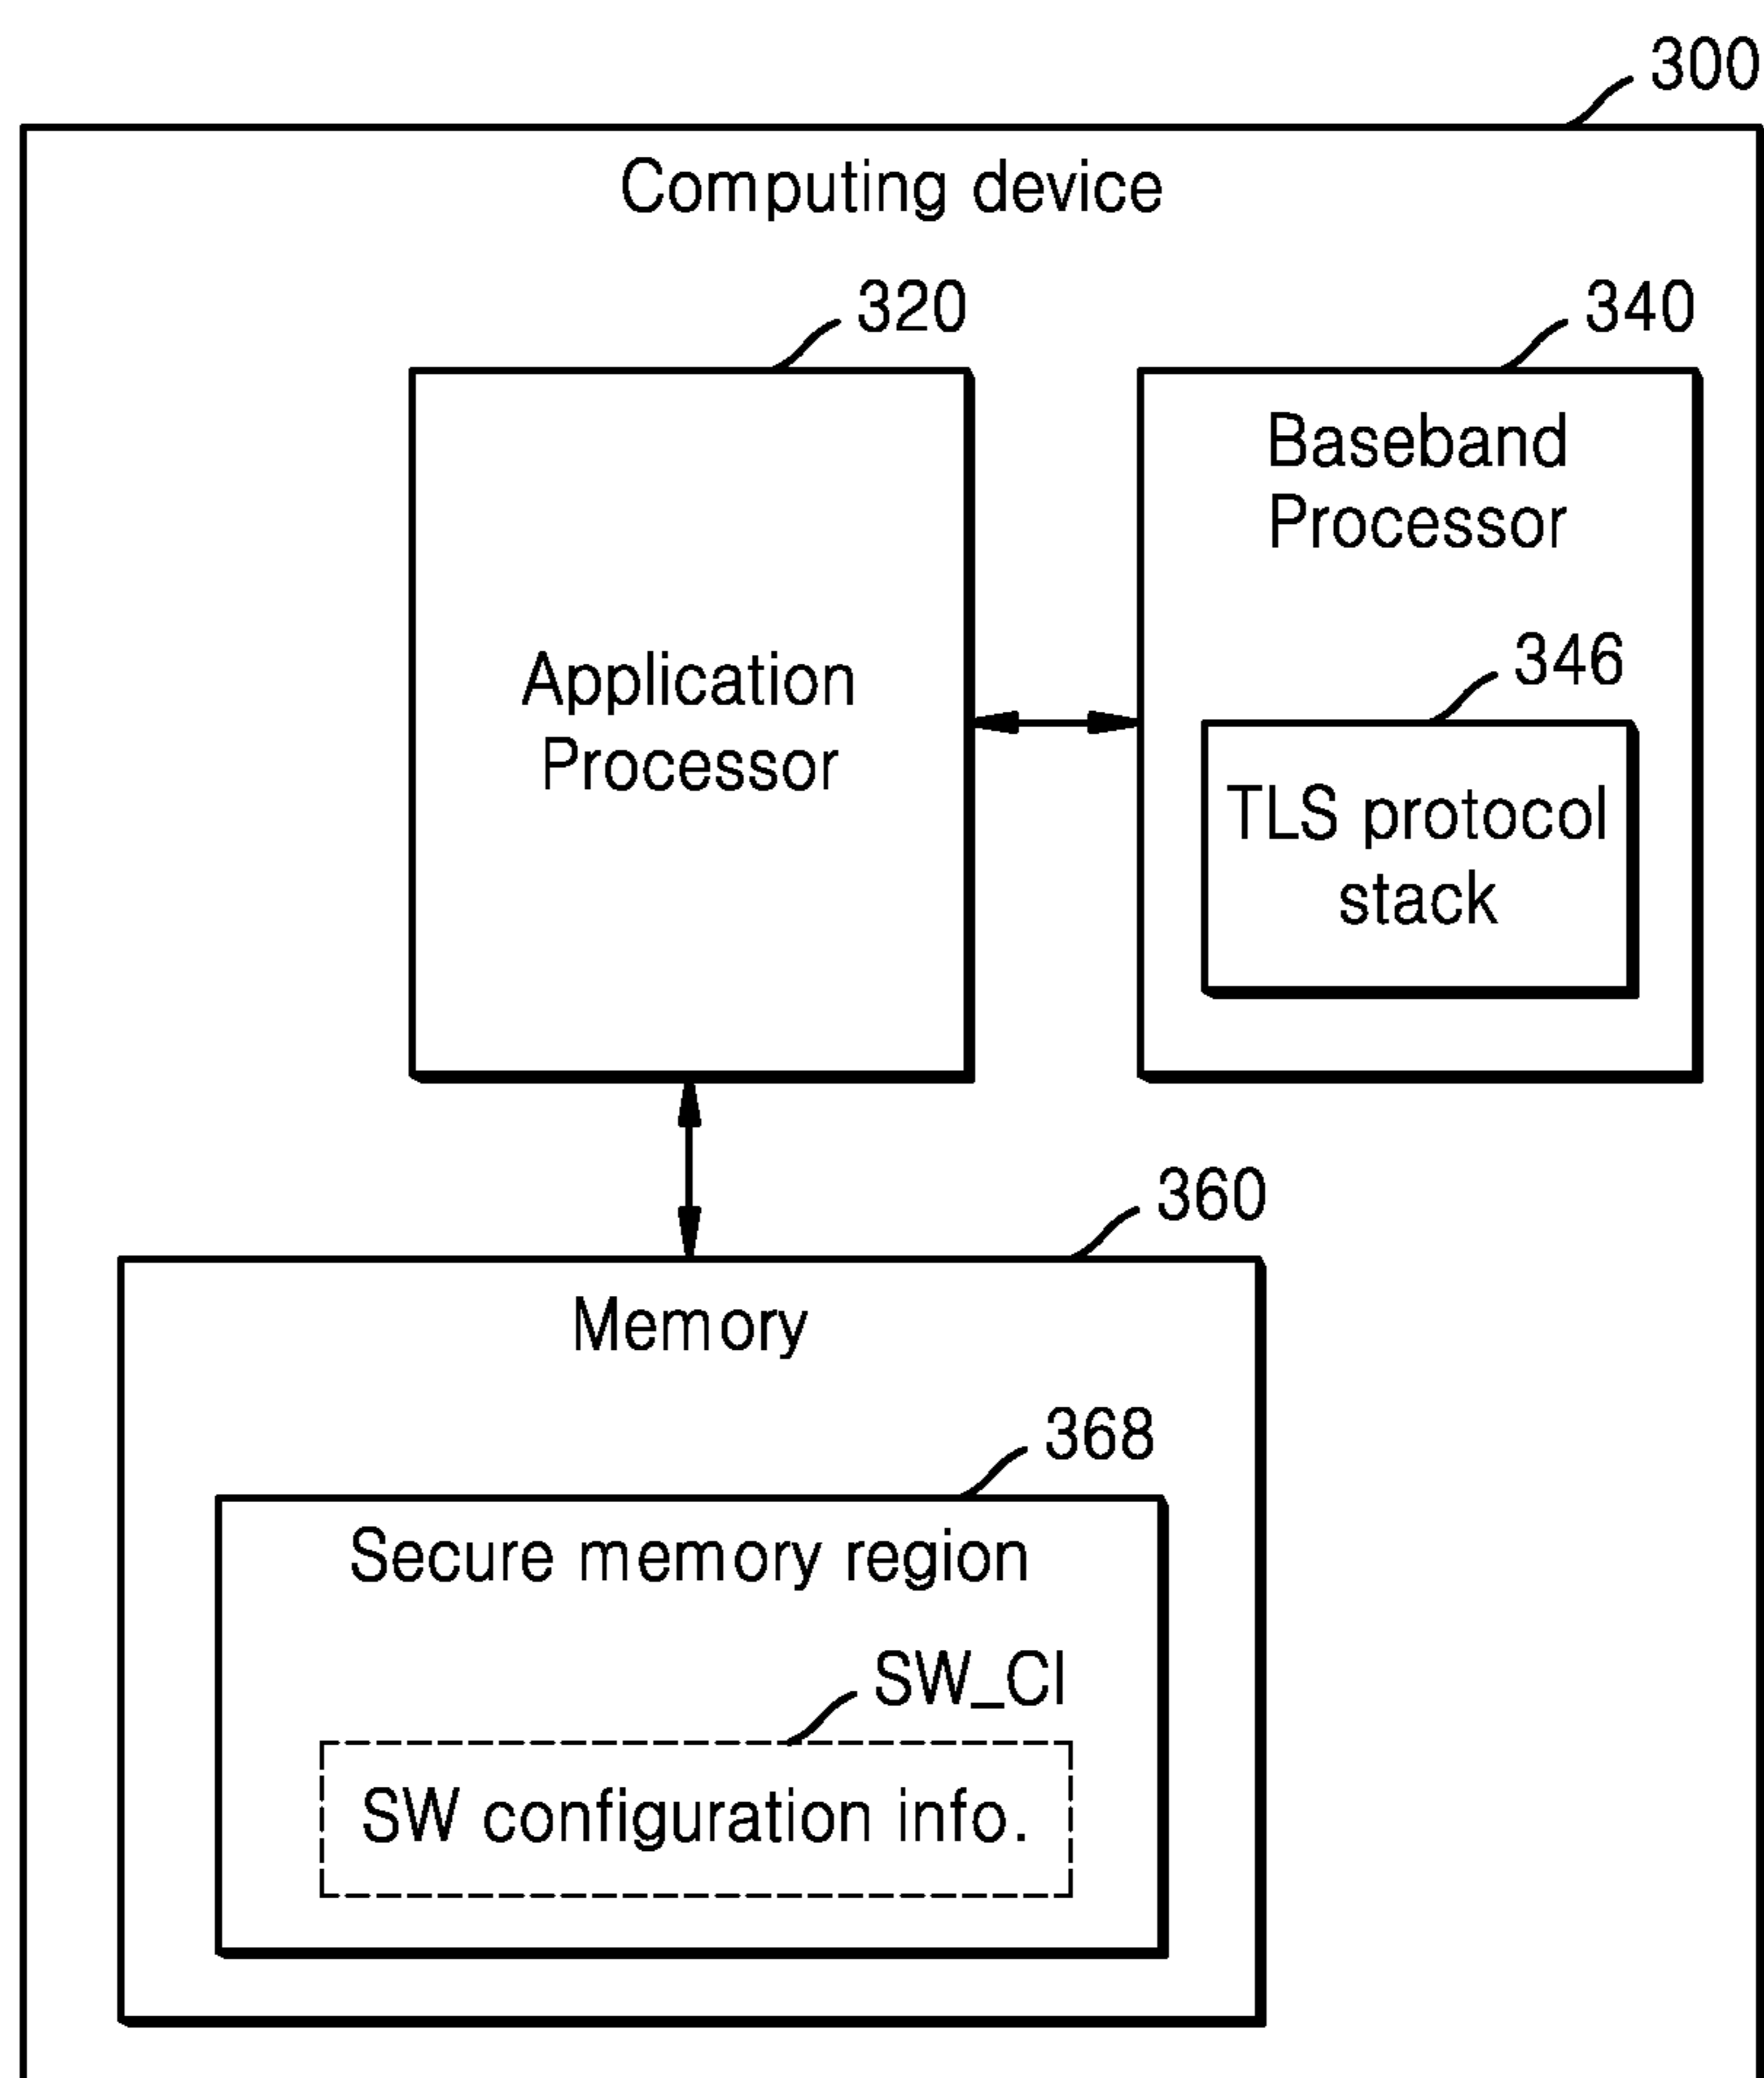 300
Computing device
320
340
Application
Processor
Baseband
Processor
346
TLS protocol
stack
360
Memory
368
Secure memory region
SW_CI
SW configuration info.